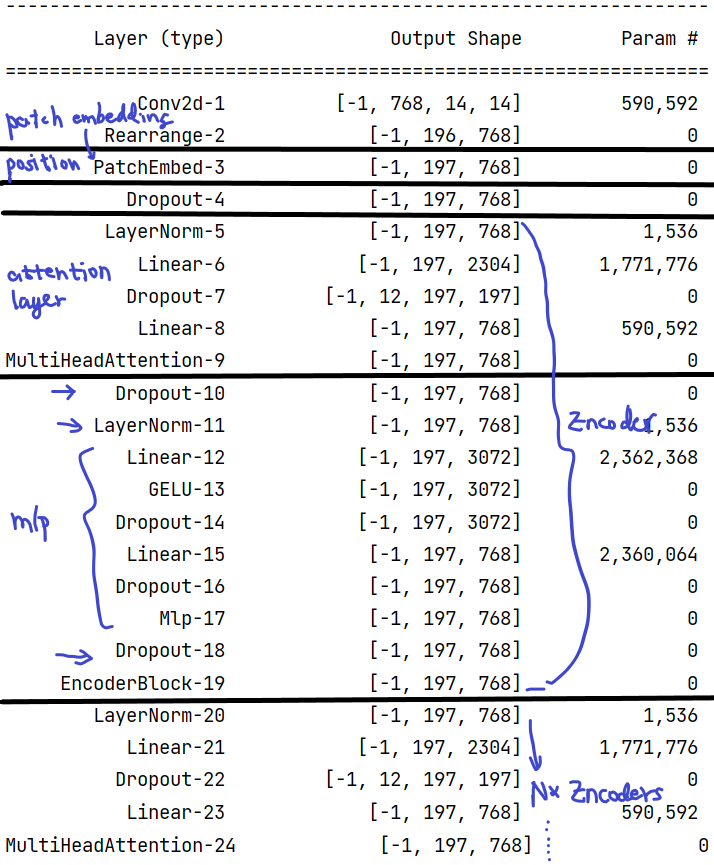 --------------------------------------------------------------
Layer (type) Output Shape Param #
==============================================================
Conv2d-1 [-1, 768, 14, 14] 590,592
patch embedding
Rearrange-2 [-1, 196, 768] 0
position PatchEmbed-3 [-1, 197, 768] 0
Dropout-4 [-1, 197, 768] 0
LayerNorm-5 [-1, 197, 768] 1,536
attention Linear-6 [-1, 197, 2304] 1,771,776
layer Dropout-7 [-1, 12, 197, 197] 0
Linear-8 [-1, 197, 768] 590,592
MultiHeadAttention-9 [-1, 197, 768] 0
→ Dropout-10 [-1, 197, 768] 0
→ LayerNorm-11 [-1, 197, 768] Encoder 1,536
Linear-12 [-1, 197, 3072] 2,362,368
GELU-13 [-1, 197, 3072] 0
mlp Dropout-14 [-1, 197, 3072] 0
Linear-15 [-1, 197, 768] 2,360,064
Dropout-16 [-1, 197, 768] 0
Mlp-17 [-1, 197, 768] 0
→ Dropout-18 [-1, 197, 768] 0
EncoderBlock-19 [-1, 197, 768] 0
LayerNorm-20 [-1, 197, 768] 1,536
Linear-21 [-1, 197, 2304] 1,771,776
Dropout-22 [-1, 12, 197, 197] 0
Nx Encoders
Linear-23 [-1, 197, 768] 590,592
MultiHeadAttention-24 [-1, 197, 768] 0